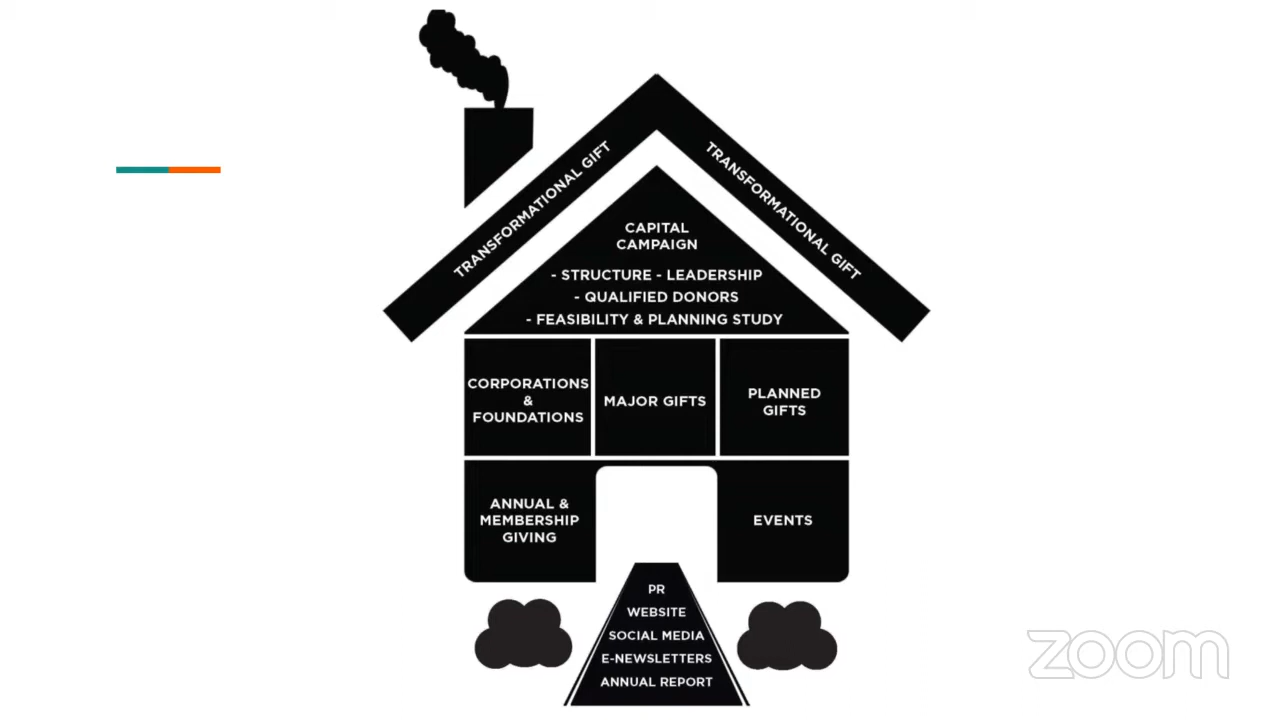 TRANSFORMATIONAL GIFT
TRANSFORMATIONAL GIFT
CAPITAL
CAMPAIGN
- STRUCTURE - LEADERSHIP
- QUALIFIED DONORS
- FEASIBILITY & PLANNING STUDY
CORPORATIONS
&
FOUNDATIONS
MAJOR GIFTS
PLANNED
GIFTS
ANNUAL &
MEMBERSHIP
GIVING
EVENTS
PR
WEBSITE
SOCIAL MEDIA
E-NEWSLETTERS
ANNUAL REPORT
zoom